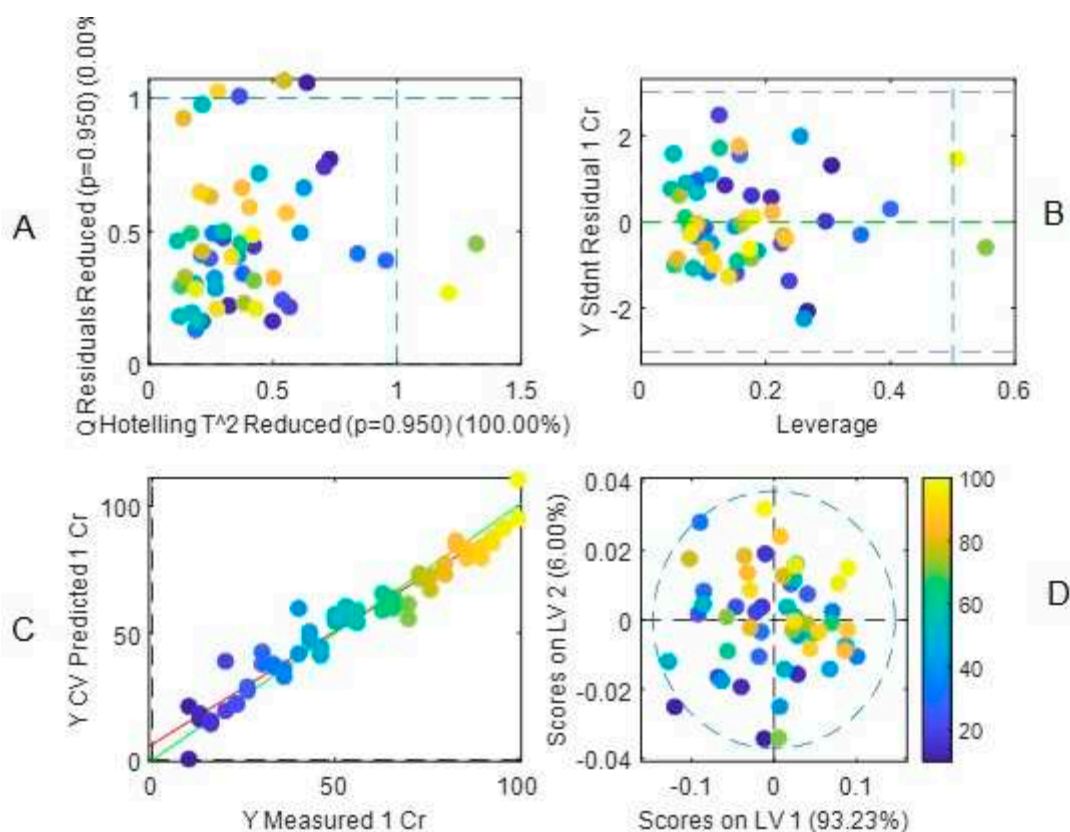 A
Q Residuals Reduced (p=0.950) (0.00%
1
0.5
0
0 0.5 1 1.5
Hotelling T^2 Reduced (p=0.950) (100.00%)
B
Y Stdnt Residual 1 Cr
2
0
-2
0 0.2 0.4 0.6
Leverage
C
Y CV Predicted 1 Cr
100
50
0
0 50 100
Y Measured 1 Cr
D
Scores on LV 2 (6.00%)
0.04
0.02
0
-0.02
-0.04
-0.1 0 0.1
Scores on LV 1 (93.23%)
100
80
60
40
20